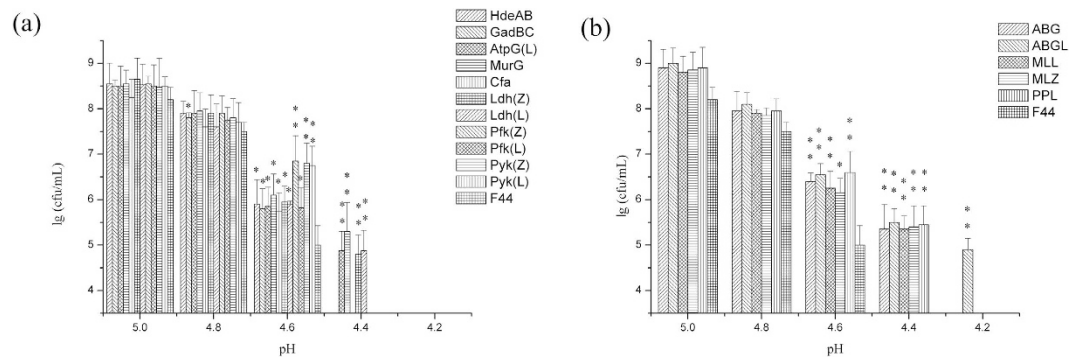 (a)
lg (cfu/mL)
9
8
7
6
5
4
5.0 4.8 4.6 4.4 4.2
pH
HdeAB
GadBC
AtpG(L)
MurG
Cfa
Ldh(Z)
Ldh(L)
Pfk(Z)
Pfk(L)
Pyk(Z)
Pyk(L)
F44
(b)
lg (cfu/mL)
9
8
7
6
5
4
5.0 4.8 4.6 4.4 4.2
pH
ABG
ABGL
MLL
MLZ
PPL
F44